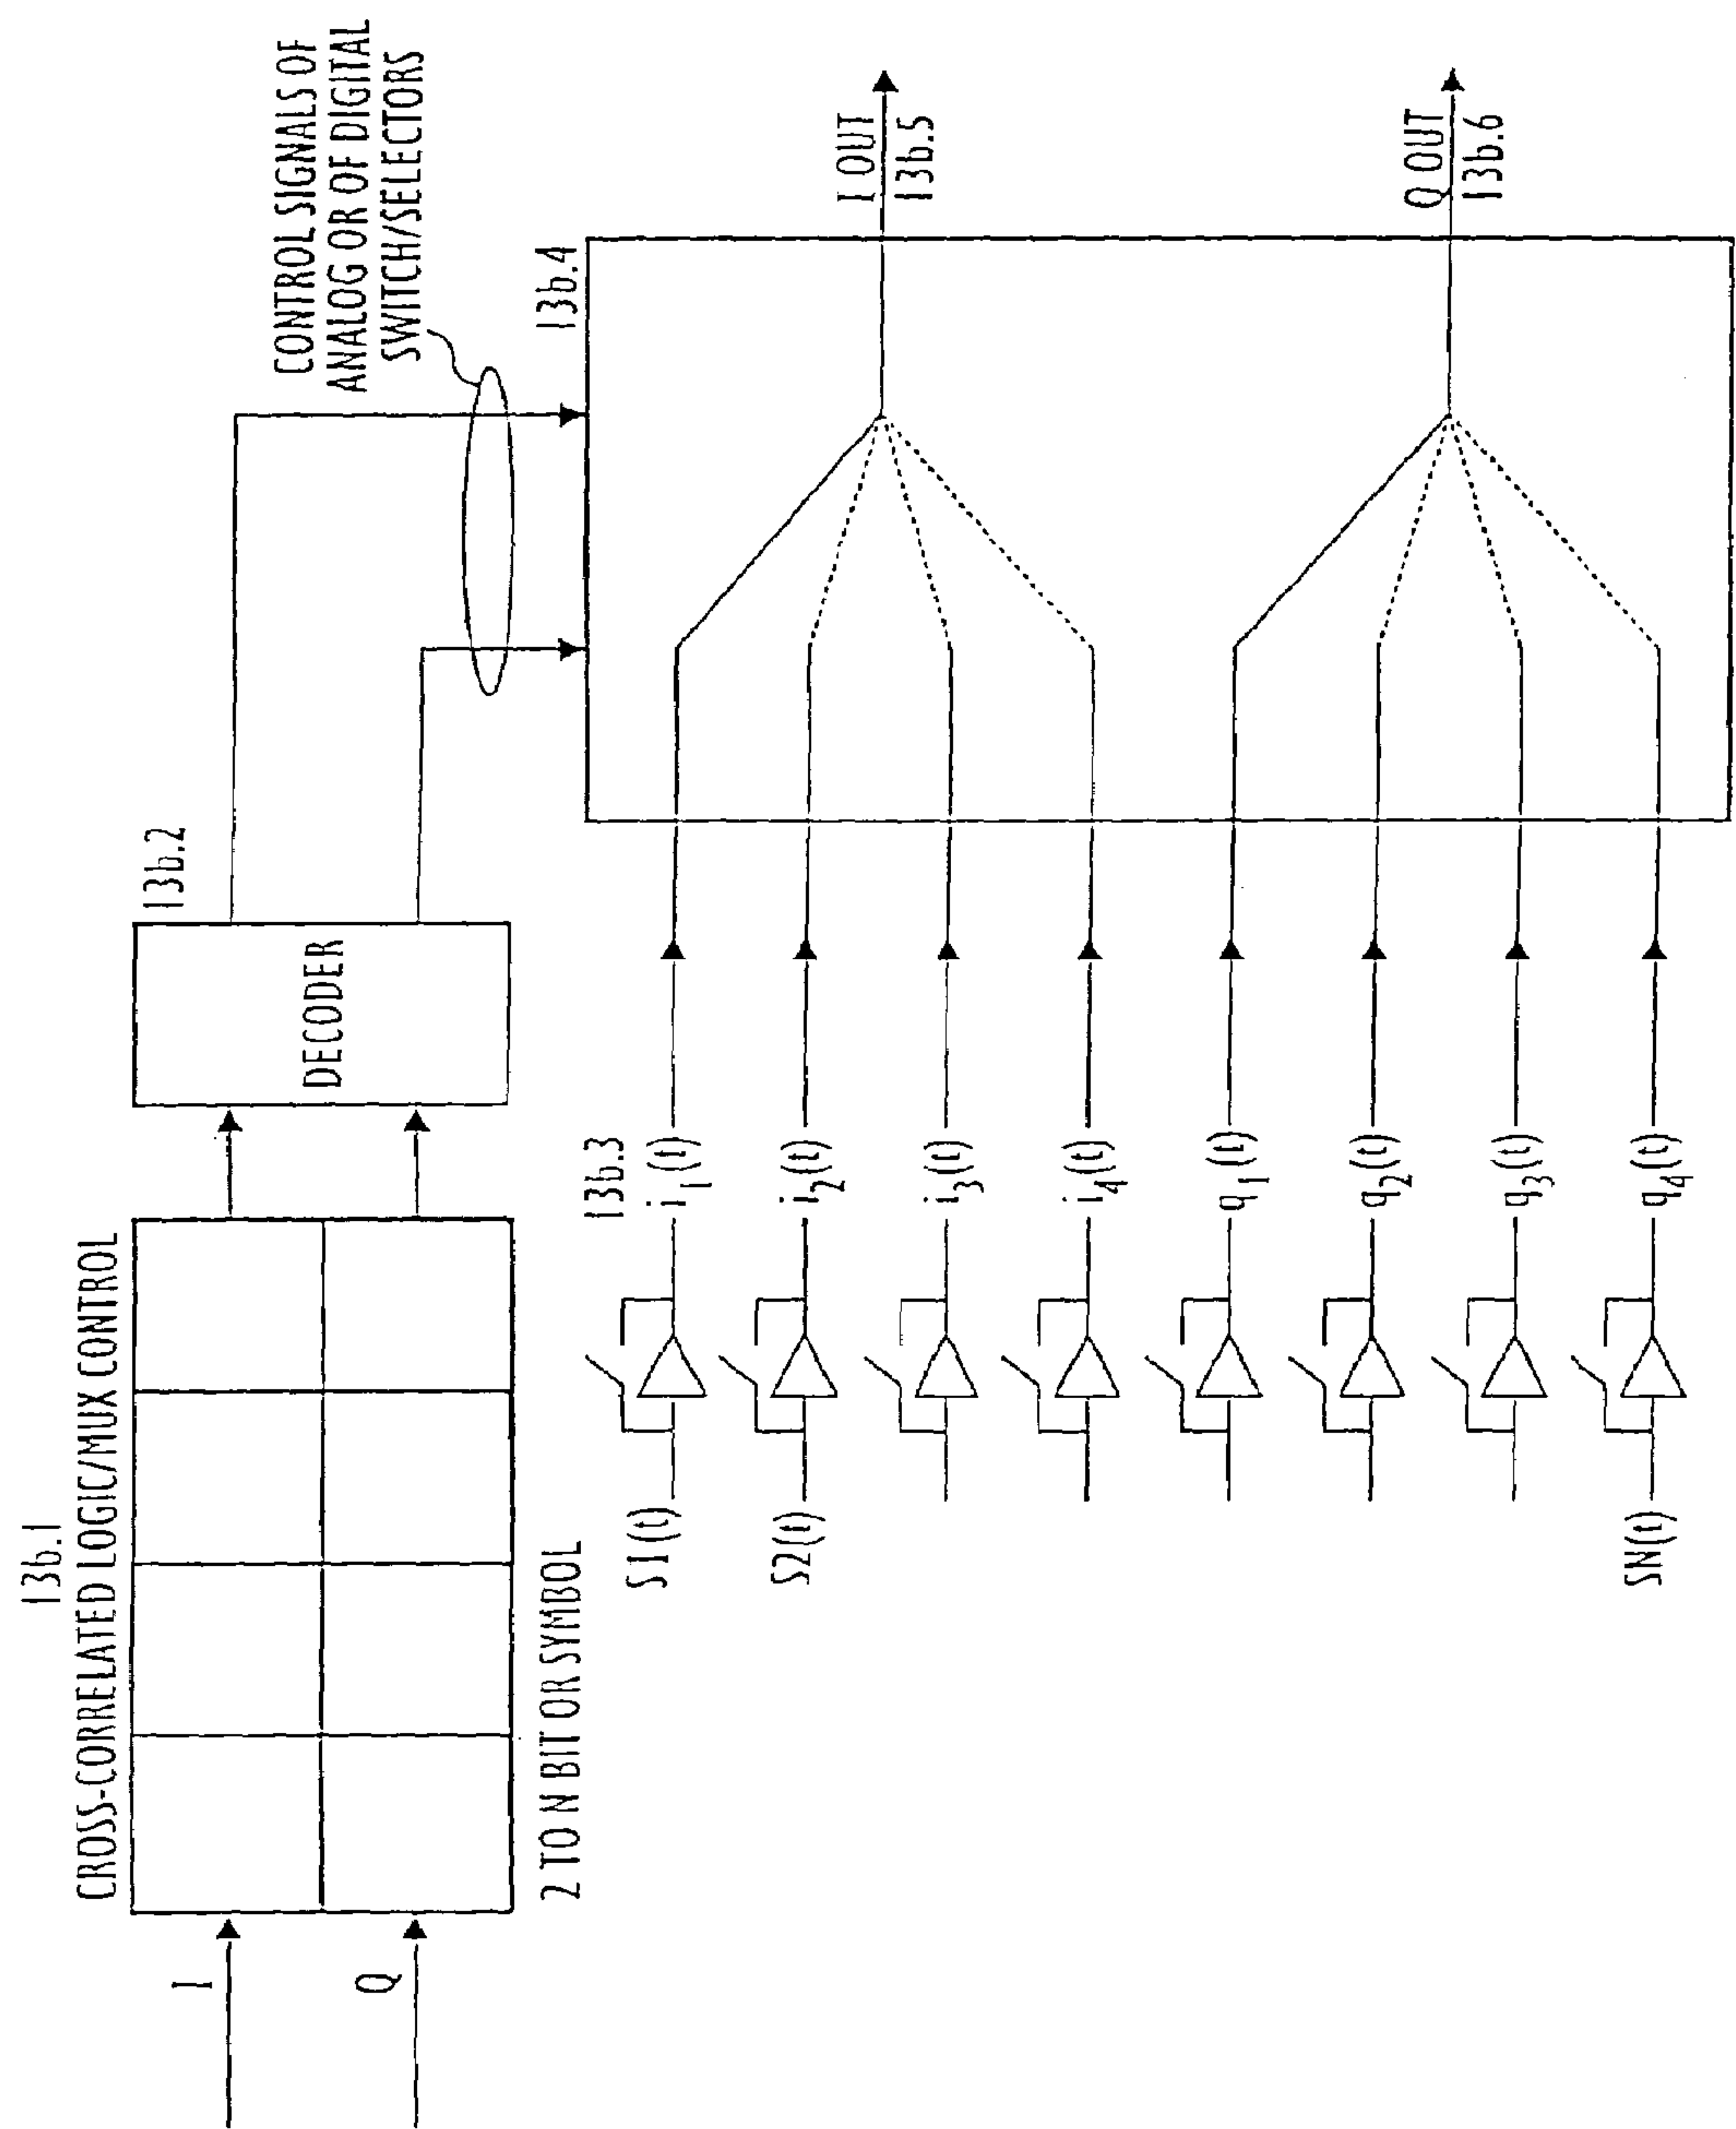 13b.1
CROSS-CORRELATED LOGIC/MUX CONTROL
I
Q
2 TO N BIT OR SYMBOL
13b.2
DECODER
CONTROL SIGNALS OF
ANALOG OR OF DIGITAL
SWITCH/SELECTORS
13b.4
13b.3
S1(t)
i1(t)
S2(t)
i2(t)
i3(t)
i4(t)
q1(t)
q2(t)
q3(t)
SN(t)
q4(t)
I OUT
13b.5
Q OUT
13b.6